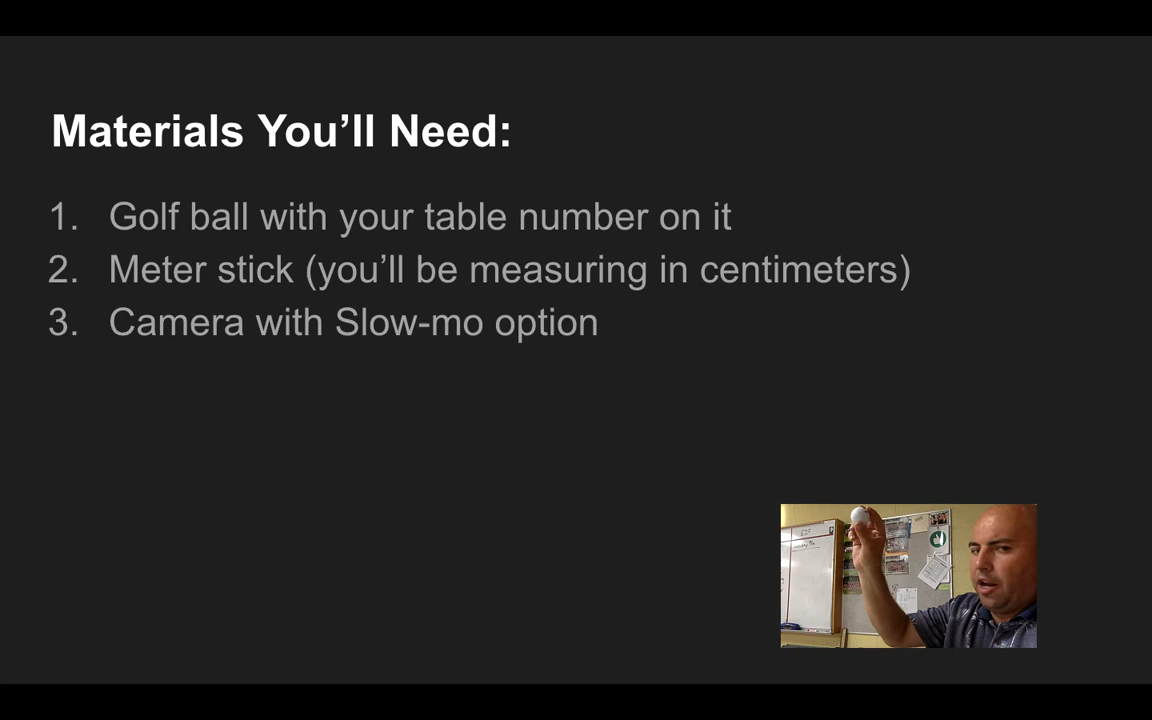 Materials You’ll Need:
1. Golf ball with your table number on it
2. Meter stick (you’ll be measuring in centimeters)
3. Camera with Slow-mo option